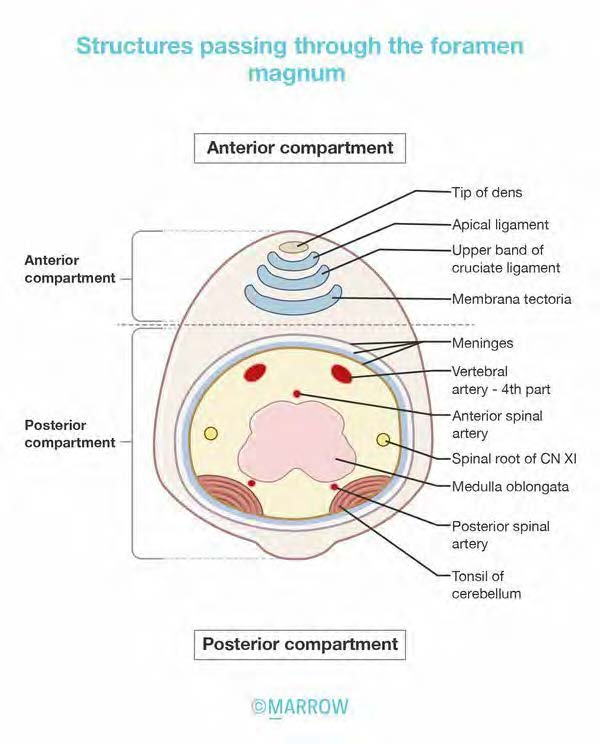 Structures passing through the foramen
magnum
Anterior compartment
Tip of dens
Apical ligament
Upper band of
cruciate ligament
Membrana tectoria
Anterior
compartment
Meninges
Vertebral
artery - 4th part
Anterior spinal
artery
Spinal root of CN XI
Medulla oblongata
Posterior spinal
artery
Tonsil of
cerebellum
Posterior
compartment
Posterior compartment
©MARROW